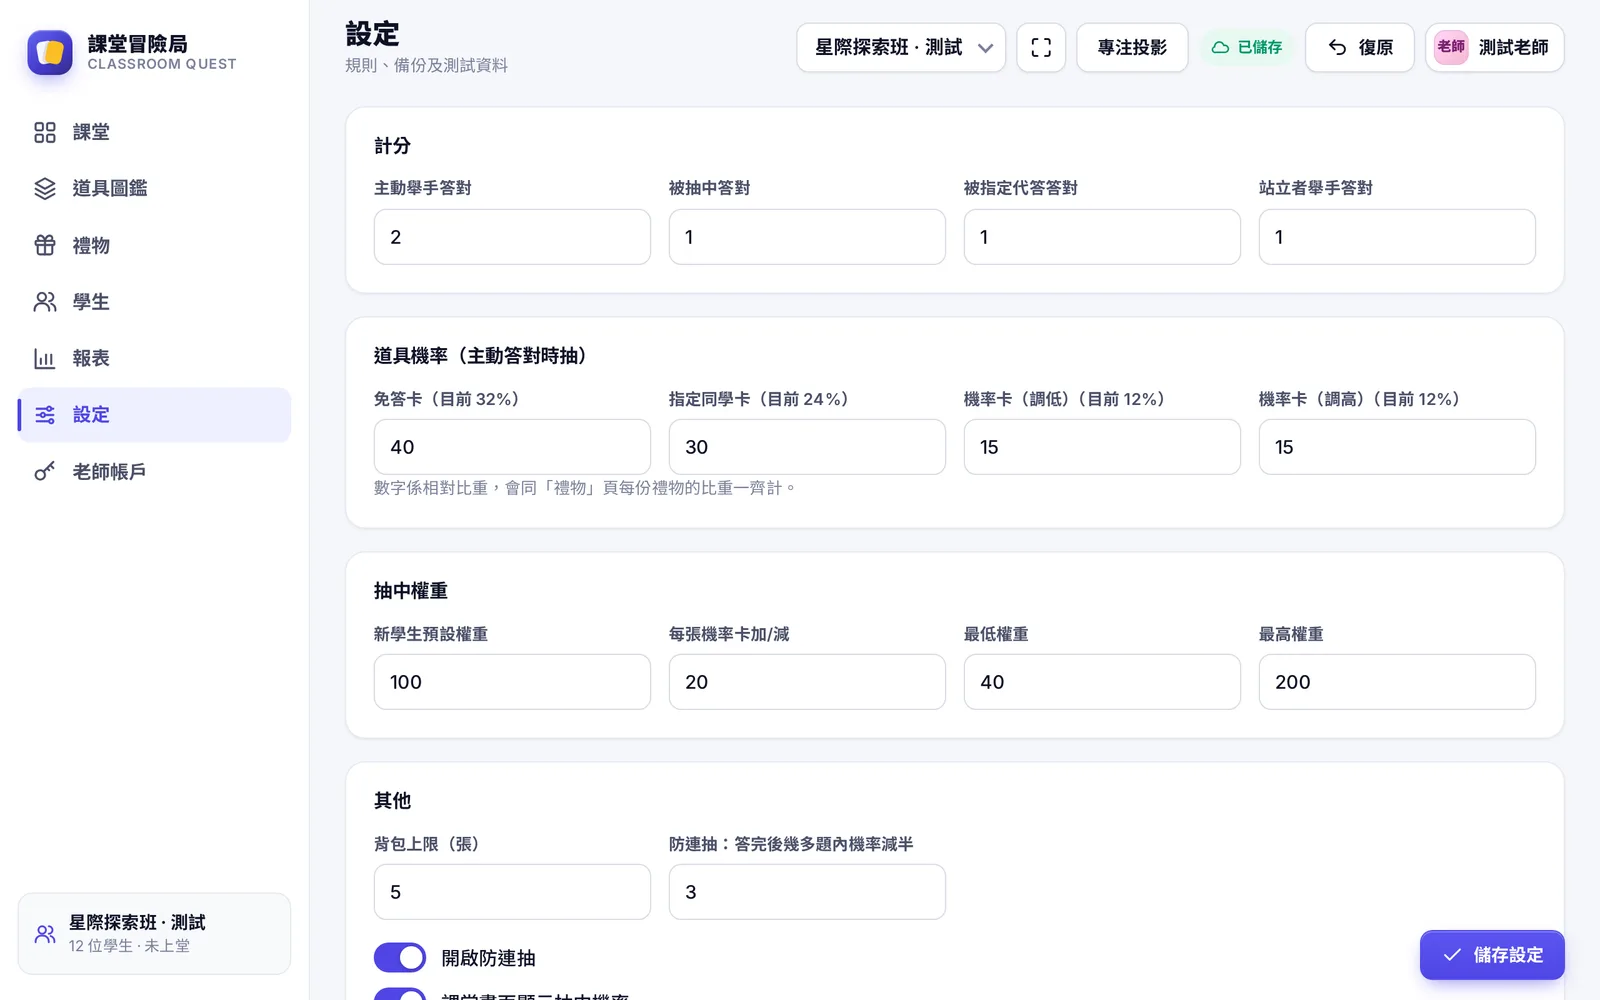 課堂冒險局
CLASSROOM QUEST
課堂
道具圖鑑
禮物
學生
報表
設定
老師帳戶
星際探索班 · 測試
12 位學生 · 未上堂
設定
規則、備份及測試資料
星際探索班 · 測試
專注投影
已儲存
復原
老師
測試老師
計分
主動舉手答對
被抽中答對
被指定代答答對
站立者舉手答對
2
1
1
1
道具機率（主動答對時抽）
免答卡（目前 32%）
指定同學卡（目前 24%）
機率卡（調低）（目前 12%）
機率卡（調高）（目前 12%）
40
30
15
15
數字係相對比重，會同「禮物」頁每份禮物的比重一齊計。
抽中權重
新學生預設權重
每張機率卡加/減
最低權重
最高權重
100
20
40
200
其他
背包上限（張）
防連抽：答完後幾多題內機率減半
5
3
開啟防連抽
課堂畫面顯示抽中機率
儲存設定